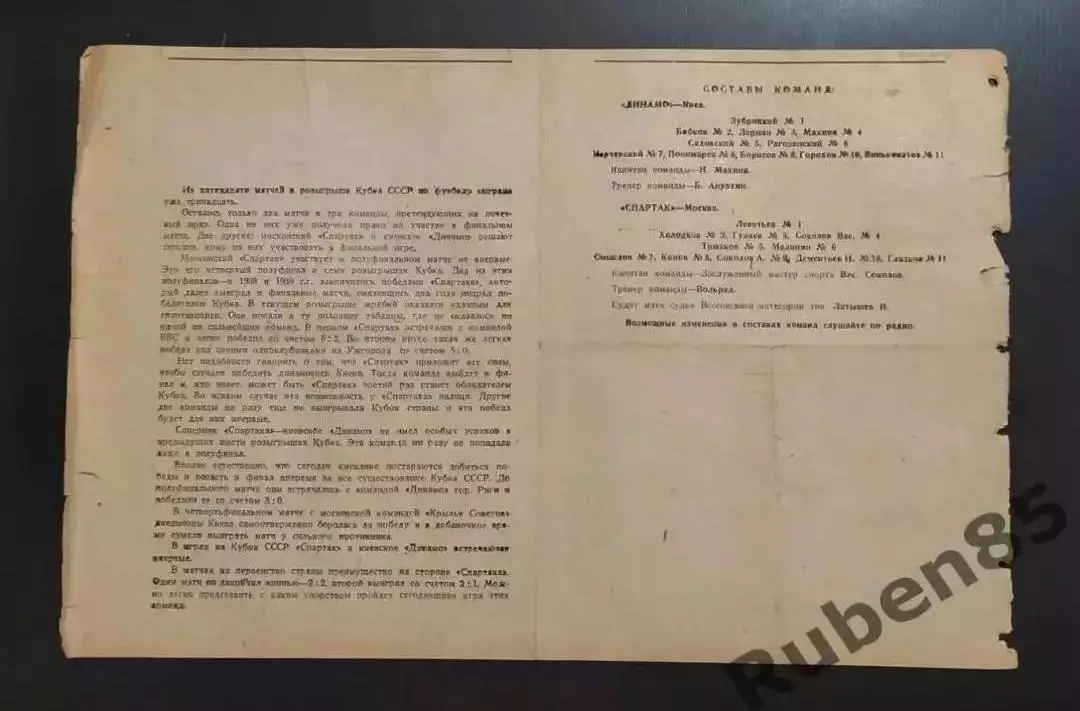 Из пятнадцати матчей в розыгрыше Кубка СССР по футболу сыграно
уже тринадцать.
Остались только два матча и три команды, претендующих на почет-
ный приз. Одна из них уже получила право на участие в финальном
матче. Две другие: московский «Спартак» и киевское «Динамо» решают
сегодня, кому из них участвовать в финальной игре.
Московский «Спартак» участвует в полуфинальном матче не впервые.
Это его четвертый полуфинал в семи розыгрышах Кубка. Два из этих
полуфиналов—в 1938 и 1939 г.г. закончились победами «Спартака», кото-
рый далее выиграл и финальные матчи, оказавшись два года подряд по-
бедителем Кубка. В текущем розыгрыше жребий оказался удачным для
спартаковцев. Они попали в ту половину таблицы, где не оказалось ни
одной из сильнейших команд. В первом «Спартак» встречался с командой
ВВС и легко победил со счетом 6:2. Во втором круге такая же легкая
победа над своими одноклубниками из Ужгорода со счетом 5:0.
Нет надобности говорить о том, что «Спартак» приложит все силы,
чтобы сегодня победить динамовцев Киева. Тогда команда выйдет в фи-
нал и, кто знает, может быть «Спартак» третий раз станет обладателем
Кубка. Во всяком случае эта возможность у «Спартака» налицо. Другие
две команды ни разу еще не выигрывали Кубок страны и эта победа
будет для них впервые.
Соперник «Спартака»—киевское «Динамо» не имел особых успехов в
предыдущих шести розыгрышах Кубка. Эта команда ни разу не попадала
даже в полуфинал.
Вполне естественно, что сегодня киевляне постараются добиться по-
беды и попасть в финал впервые за все существование Кубка СССР. До
полуфинального матча они встречались с командой «Динамо» гор. Риги и
победили ее со счетом 3:0.
В четвертьфинальном матче с московской командой «Крылья Советов»
динамовцы Киева самоотверженно боролись за победу и в добавочное вре-
мя сумели выиграть матч у сильного противника.
В играх на Кубок СССР «Спартак» и киевское «Динамо» встречаются
впервые.
В матчах на первенство страны преимущество на стороне «Спартака».
Один матч он закончил вничью—2:2, второй выиграл со счетом 2:1. Мож-
но легко представить с каким упорством пройдет сегодняшняя игра этих
команд.
СОСТАВЫ КОМАНД:
«ДИНАМО»—Киев.
Зубрицкий № 1
Бабков № 2, Лерман № 3, Махиня № 4
Садовский № 5, Рагозинский № 6
№ 7, Пономарев № 8, Борисов № 9, Горохов № 10, Виньковатов № 11
Капитан команды—Н. Махиня.
Тренер команды—Б. Апухтин.
«СПАРТАК»—Москва.
Леонтьев № 1
Холодков № 2, Гуляев № 3, Соколов Вас. № 4
Тимаков № 5, Малинин № 6
Смыслов № 7, Конов № 8, Соколов А. № 9, Дементьев Н. № 10, Сладков № 11
Капитан команды—Заслуженный мастер спорта Вас. Соколов.
Тренер команды—Вольрад.
Судит матч судья Всесоюзной категории тов Латышев Н.
Возможные изменения в составах команд слушайте по радио.
Ruben85